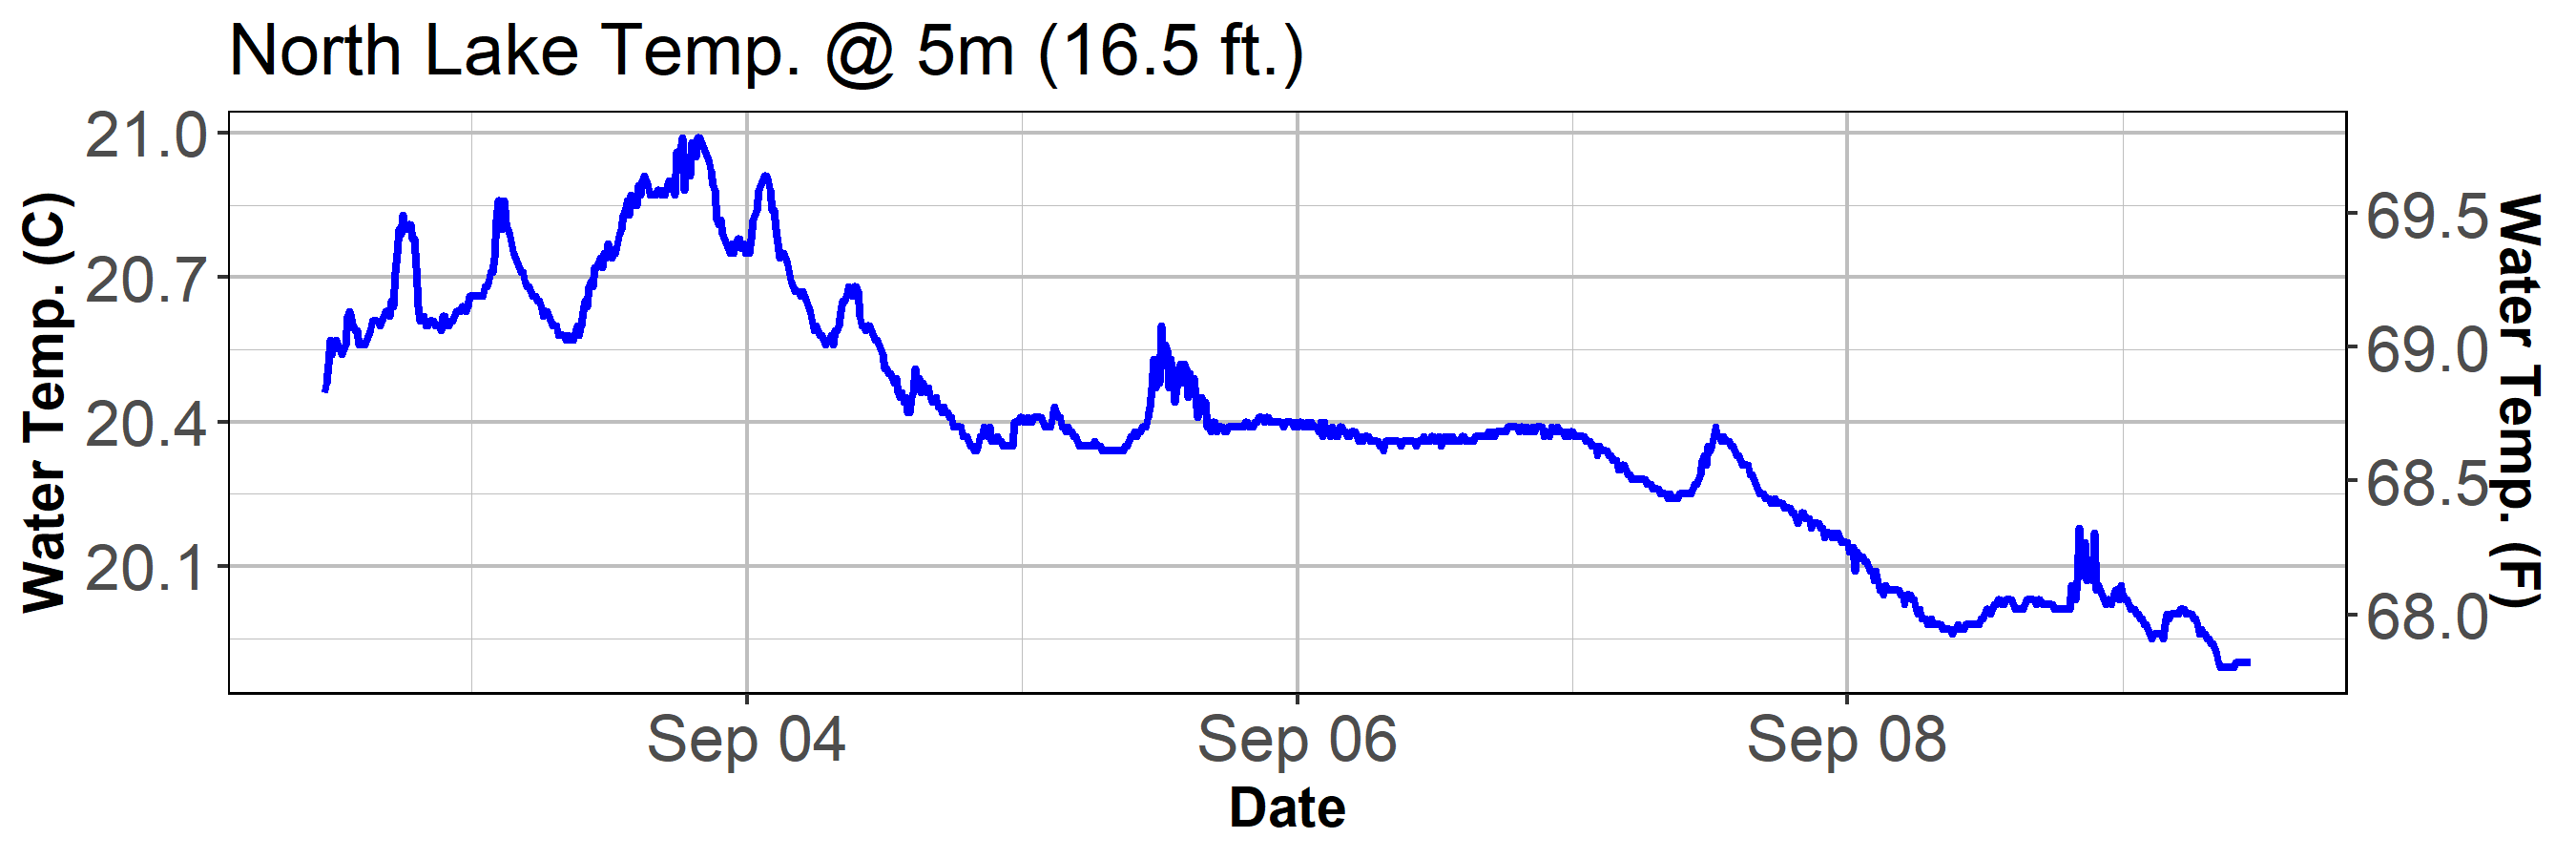 North Lake Temp. @ 5m (16.5 ft.)
Water Temp. (C)
21.0
20.7
20.4
20.1
69.5
69.0
68.5
68.0
Water Temp. (F)
Sep 04
Sep 06
Sep 08
Date